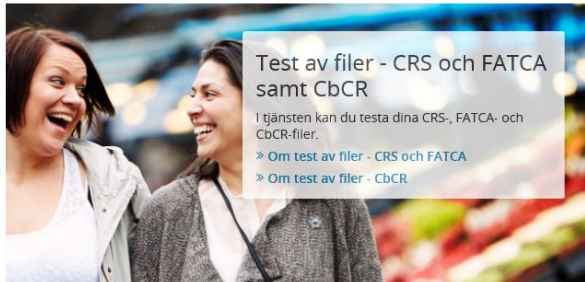 Test av filer - CRS och FATCA
samt CbCR
I tjänsten kan du testa dina CRS-, FATCA- och
CbCR-filer.
» Om test av filer - CRS och FATCA
» Om test av filer - CbCR